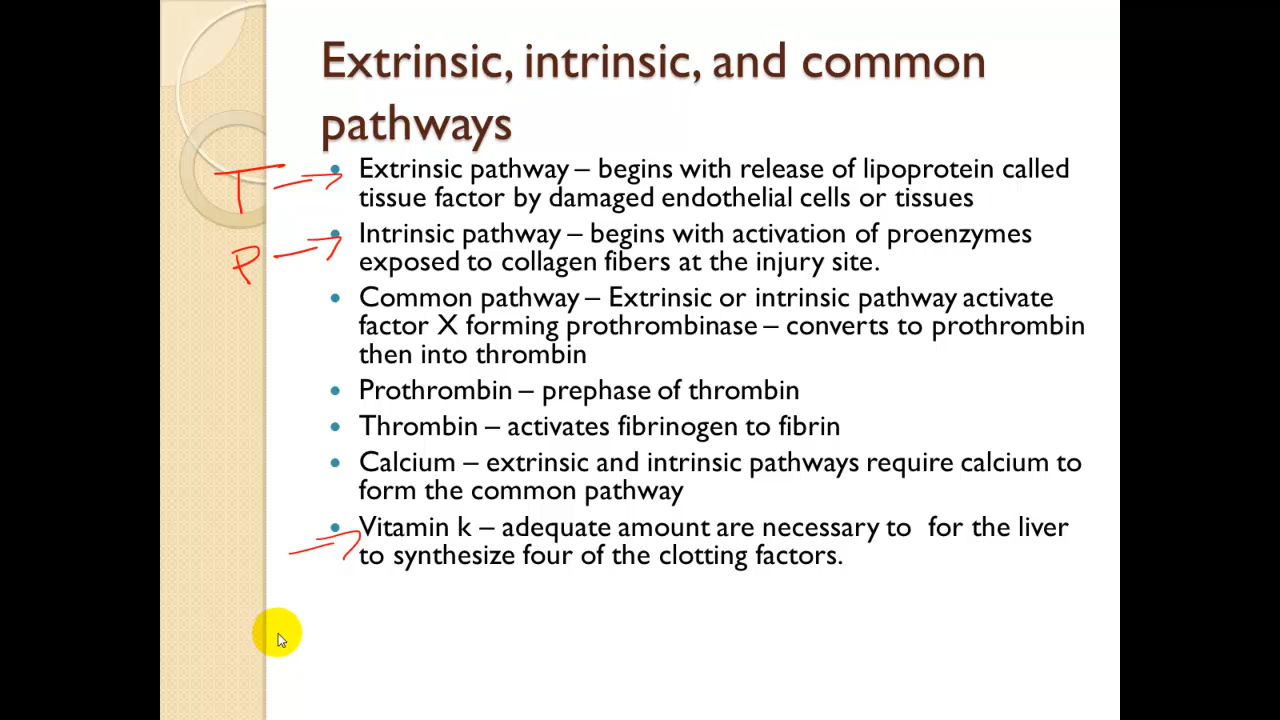 Extrinsic, intrinsic, and common
pathways
T
Extrinsic pathway – begins with release of lipoprotein called
tissue factor by damaged endothelial cells or tissues
P
Intrinsic pathway – begins with activation of proenzymes
exposed to collagen fibers at the injury site.
Common pathway – Extrinsic or intrinsic pathway activate
factor X forming prothrombinase – converts to prothrombin
then into thrombin
Prothrombin – prephase of thrombin
Thrombin – activates fibrinogen to fibrin
Calcium – extrinsic and intrinsic pathways require calcium to
form the common pathway
Vitamin k – adequate amount are necessary to  for the liver
to synthesize four of the clotting factors.